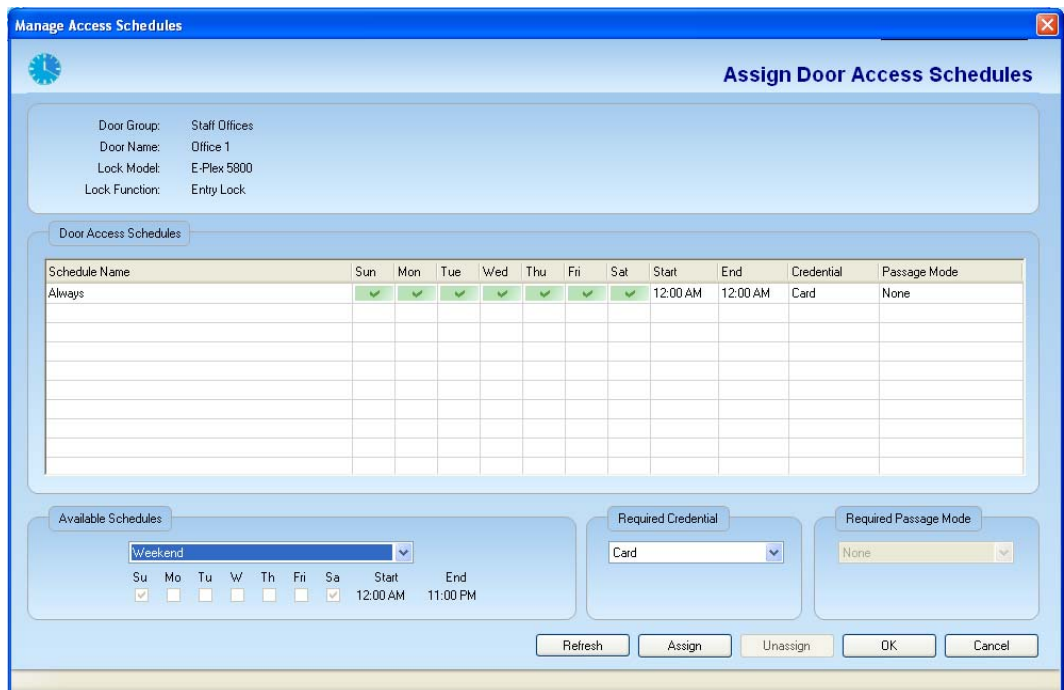 Manage Access Schedules
Assign Door Access Schedules
Door Group: Staff Offices
Door Name: Office 1
Lock Model: E-Plex 5800
Lock Function: Entry Lock
Door Access Schedules
Schedule Name Sun Mon Tue Wed Thu Fri Sat Start End Credential Passage Mode
Always 12:00 AM 12:00 AM Card None
Available Schedules Required Credential Required Passage Mode
Weekend Card None
Su Mo Tu W Th Fri Sa Start End
12:00 AM 11:00 PM
Refresh Assign Unassign OK Cancel